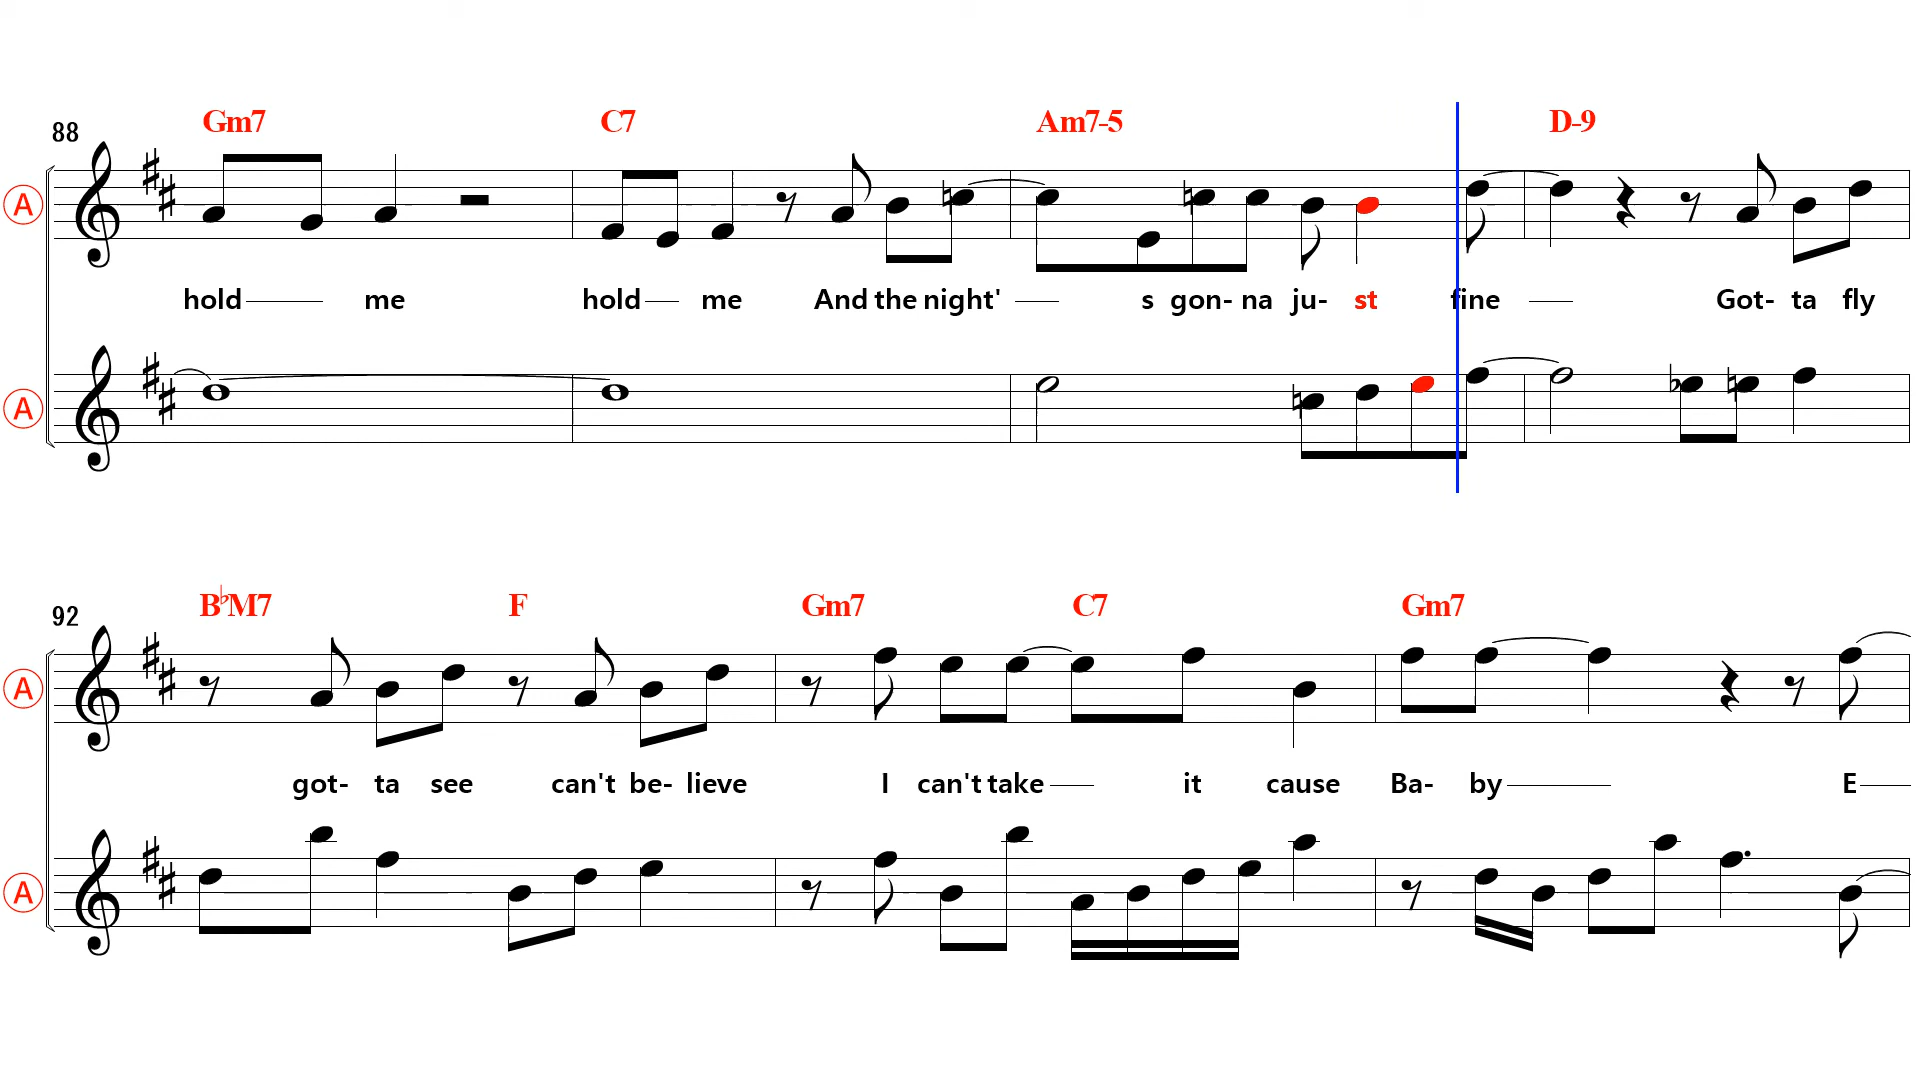 Gm7 C7 Am7-5 D-9
88
A
hold me hold me And the night' s gon- na ju- st fine Got- ta fly
A
B♭M7 F Gm7 C7 Gm7
92
A
got- ta see can't be- lieve I can't take it cause Ba- by E
A